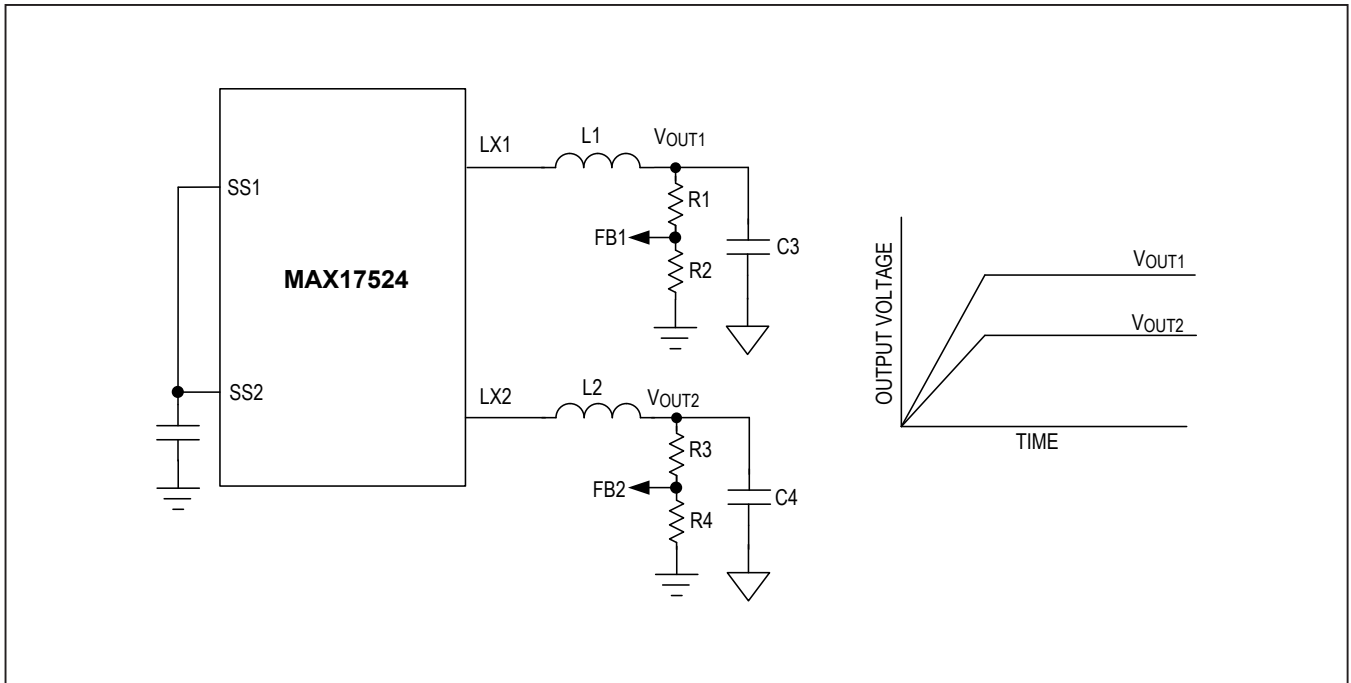 LX1
L1
VOUT1
SS1
R1
FB1
C3
R2
MAX17524
SS2
LX2
L2
VOUT2
R3
FB2
C4
R4
OUTPUT VOLTAGE
VOUT1
VOUT2
TIME